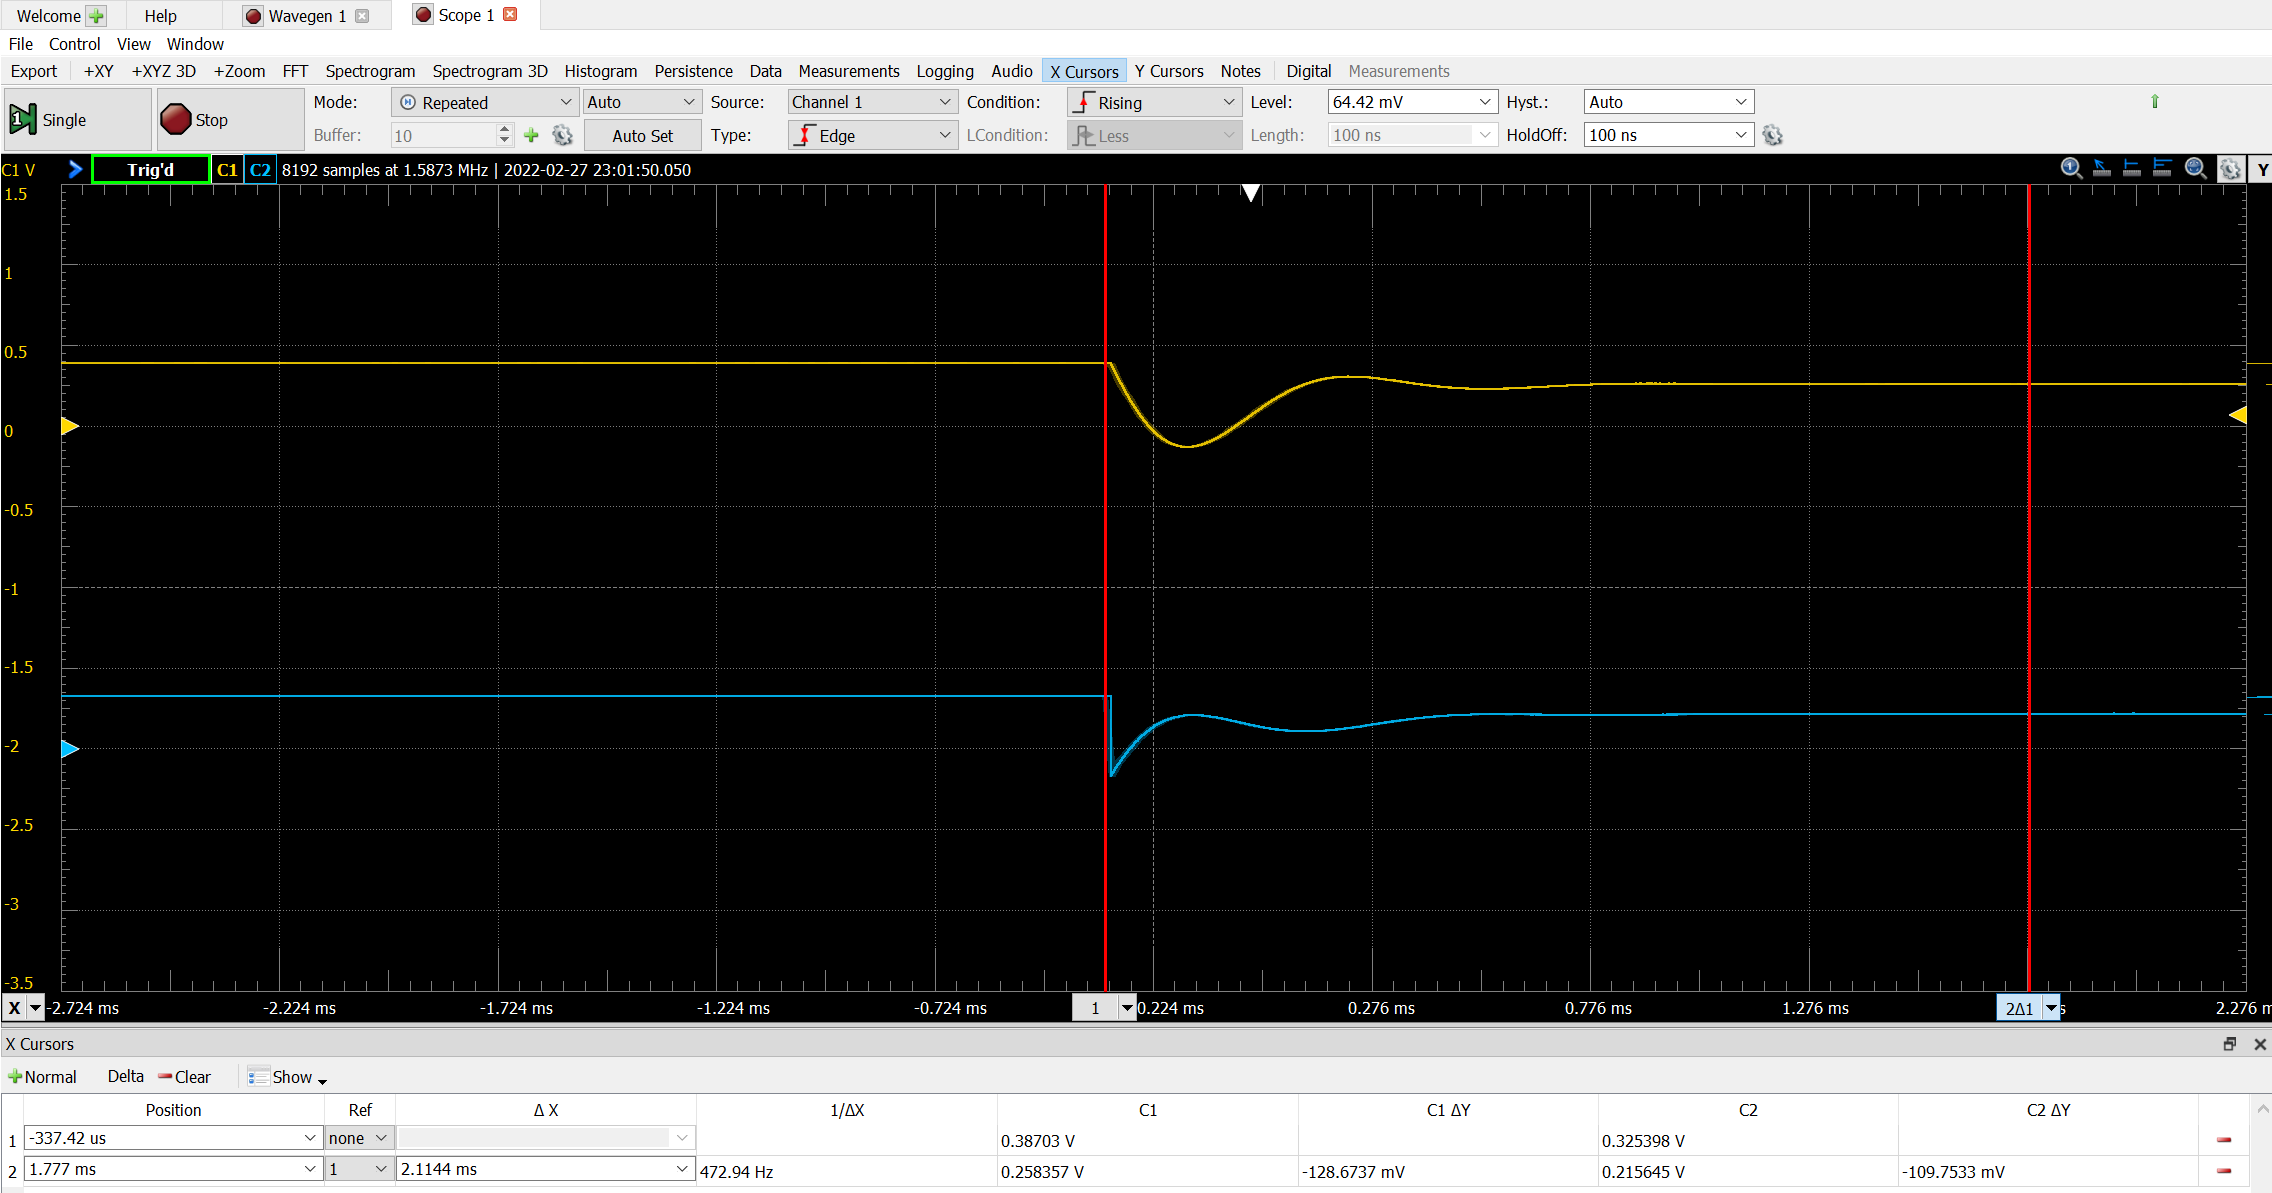 Welcome Help Wavegen 1 Scope 1
File Control View Window
Export +XY +XYZ 3D +Zoom FFT Spectrogram Spectrogram 3D Histogram Persistence Data Measurements Logging Audio X Cursors Y Cursors Notes Digital Measurements
Single Stop Mode: Repeated Auto Source: Channel 1 Condition: Rising Level: 64.42 mV Hyst.: Auto
Buffer: 10 Auto Set Type: Edge LCondition: Less Length: 100 ns HoldOff: 100 ns
C1 V Trig'd C1 C2 8192 samples at 1.5873 MHz | 2022-02-27 23:01:50.050 Y
1.5
1
0.5
0
-0.5
-1
-1.5
-2
-2.5
-3
-3.5
X -2.724 ms -2.224 ms -1.724 ms -1.224 ms -0.724 ms 1 0.224 ms 0.276 ms 0.776 ms 1.276 ms 2Δ1 s 2.276 m
X Cursors
Normal Delta Clear Show
Position Ref Δ X 1/ΔX C1 C1 ΔY C2 C2 ΔY
1 -337.42 us none 0.38703 V 0.325398 V
2 1.777 ms 1 2.1144 ms 472.94 Hz 0.258357 V -128.6737 mV 0.215645 V -109.7533 mV